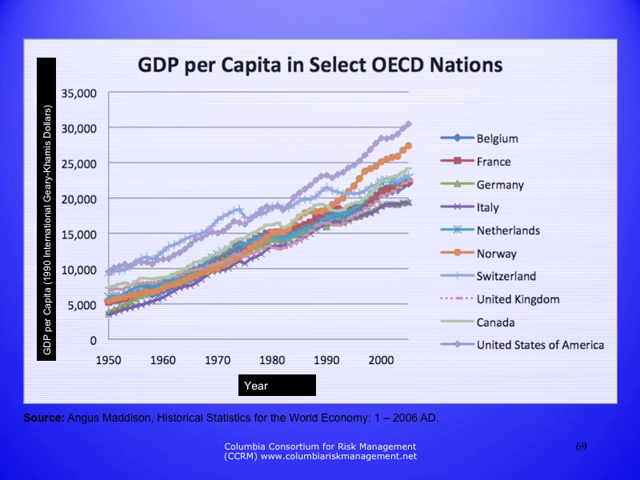 GDP per Capita in Select OECD Nations
GDP per Capita (1990 International Geary-Khamis Dollars)
35,000
30,000
25,000
20,000
15,000
10,000
5,000
0
1950 1960 1970 1980 1990 2000
Year
Belgium
France
Germany
Italy
Netherlands
Norway
Switzerland
United Kingdom
Canada
United States of America
Source: Angus Maddison, Historical Statistics for the World Economy: 1 – 2006 AD.
Columbia Consortium for Risk Management
(CCRM) www.columbiariskmanagement.net
69